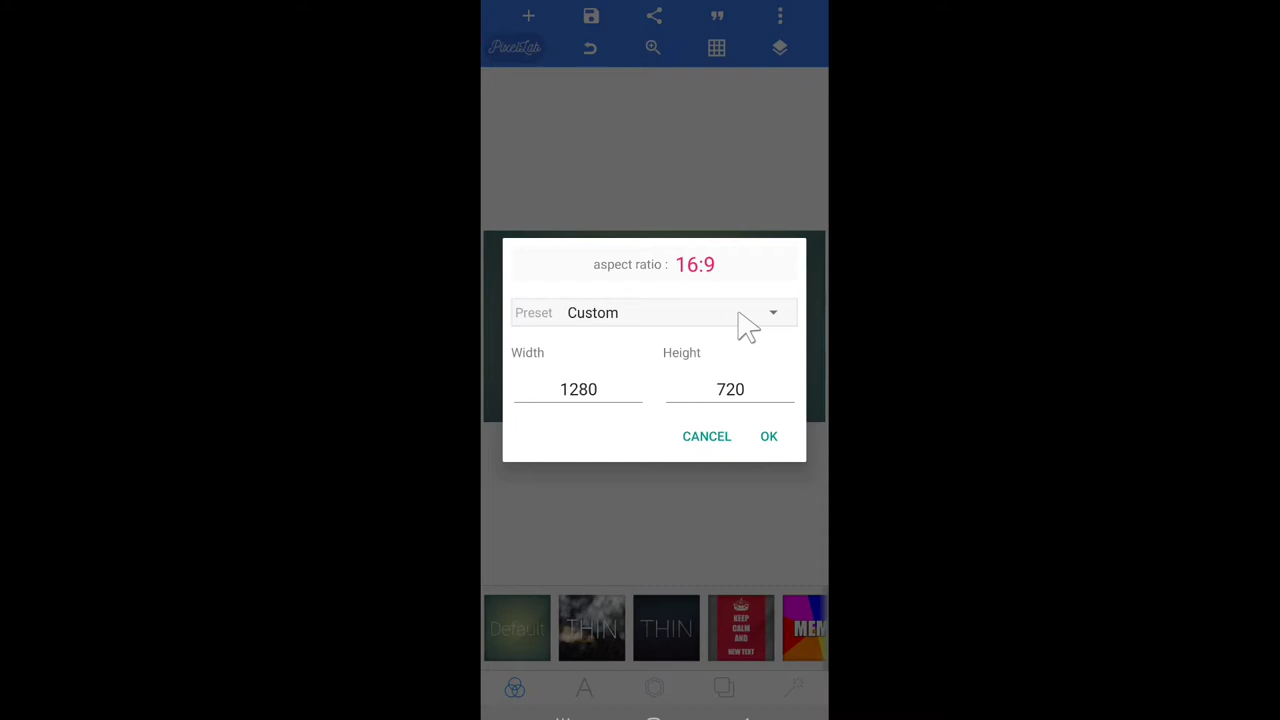 PixelLab
aspect ratio : 16:9
Preset Custom
Width Height
1280 720
CANCEL OK
Default
THIN
THIN
KEEP
CALM
AND
NEW TEXT
MEM